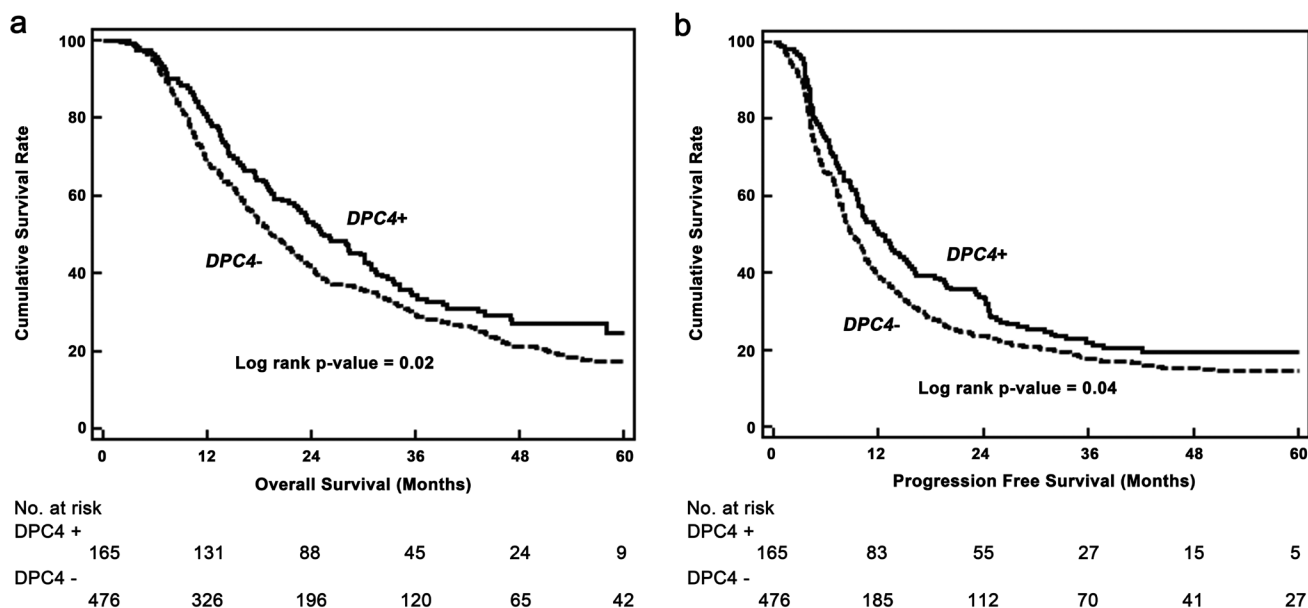 a
Cumulative Survival Rate
100
80
60
40
20
0
DPC4+
DPC4-
Log rank p-value = 0.02
0 12 24 36 48 60
Overall Survival (Months)
No. at risk
DPC4 +
165 131 88 45 24 9
DPC4 -
476 326 196 120 65 42
b
Cumulative Survival Rate
100
80
60
40
20
0
DPC4+
DPC4-
Log rank p-value = 0.04
0 12 24 36 48 60
Progression Free Survival (Months)
No. at risk
DPC4 +
165 83 55 27 15 5
DPC4 -
476 185 112 70 41 27